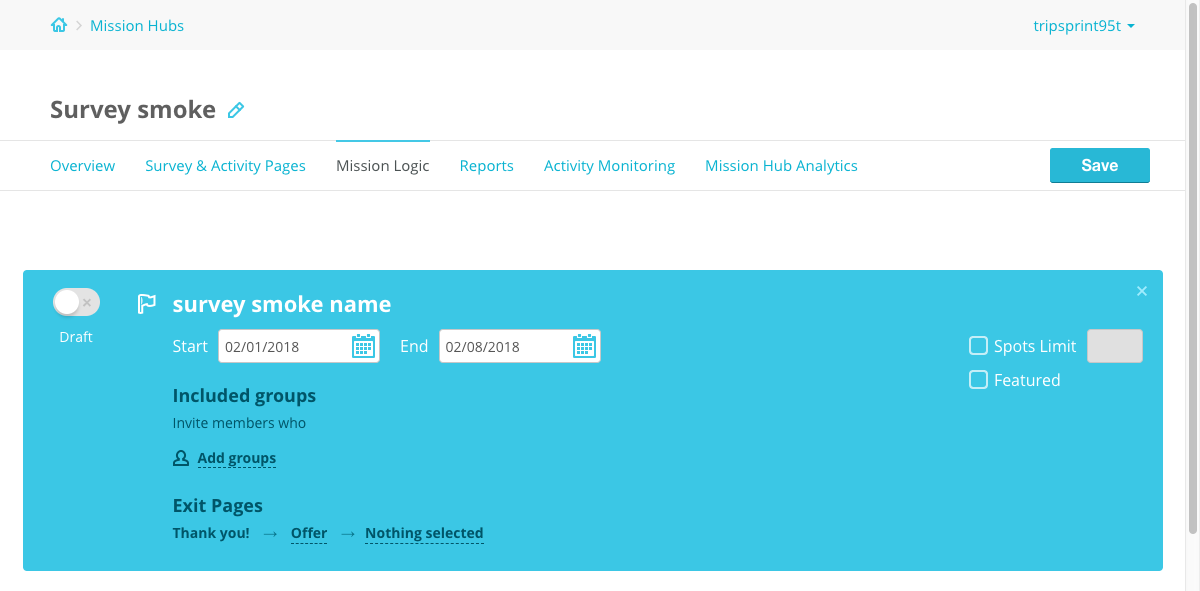 Mission Hubs tripsprint95t
Survey smoke
Overview Survey & Activity Pages Mission Logic Reports Activity Monitoring Mission Hub Analytics Save
survey smoke name
Draft
Start 02/01/2018 End 02/08/2018 Spots Limit
Featured
Included groups
Invite members who
Add groups
Exit Pages
Thank you! → Offer → Nothing selected